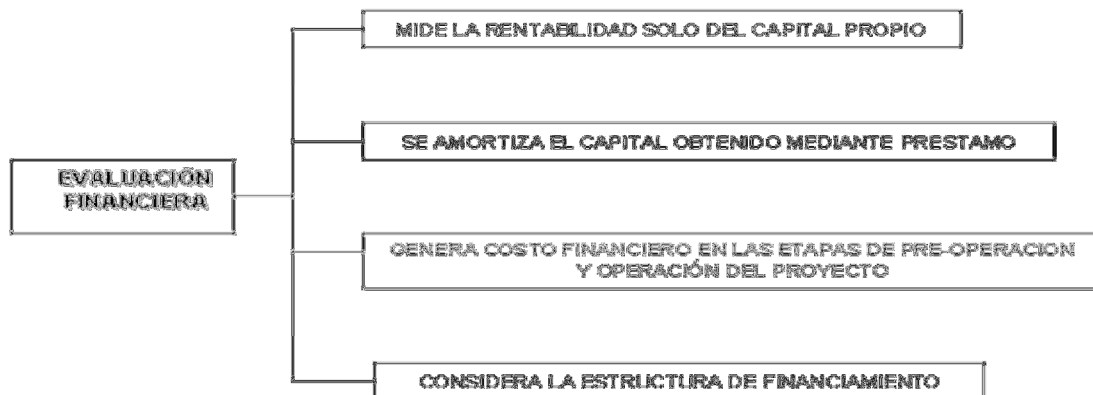 MIDE LA RENTABILIDAD SOLO DEL CAPITAL PROPIO
SE AMORTIZA EL CAPITAL OBTENIDO MEDIANTE PRESTAMO
EVALUACIÓN
FINANCIERA
GENERA COSTO FINANCIERO EN LAS ETAPAS DE PRE-OPERACION
Y OPERACIÓN DEL PROYECTO
CONSIDERA LA ESTRUCTURA DE FINANCIAMIENTO